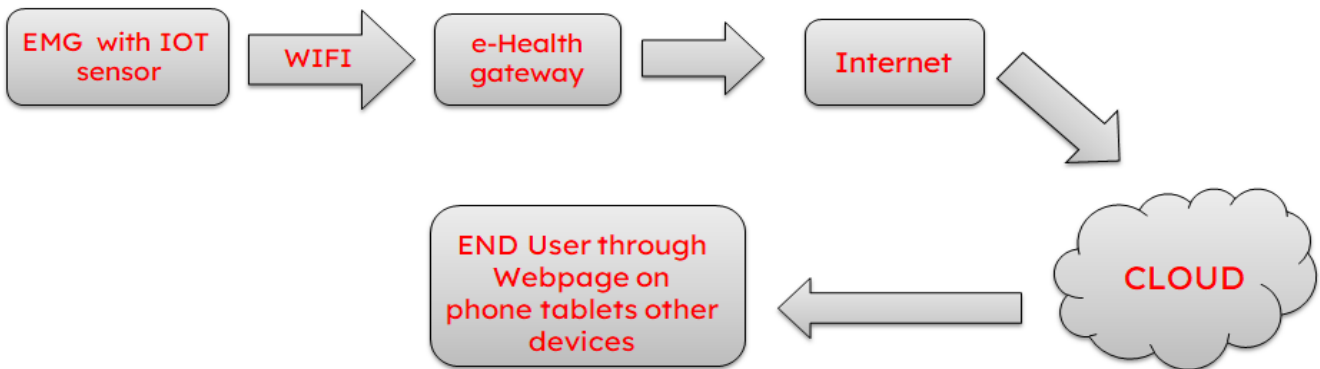 EMG with IOT
sensor
WIFI
e-Health
gateway
Internet
CLOUD
END User through
Webpage on
phone tablets other
devices